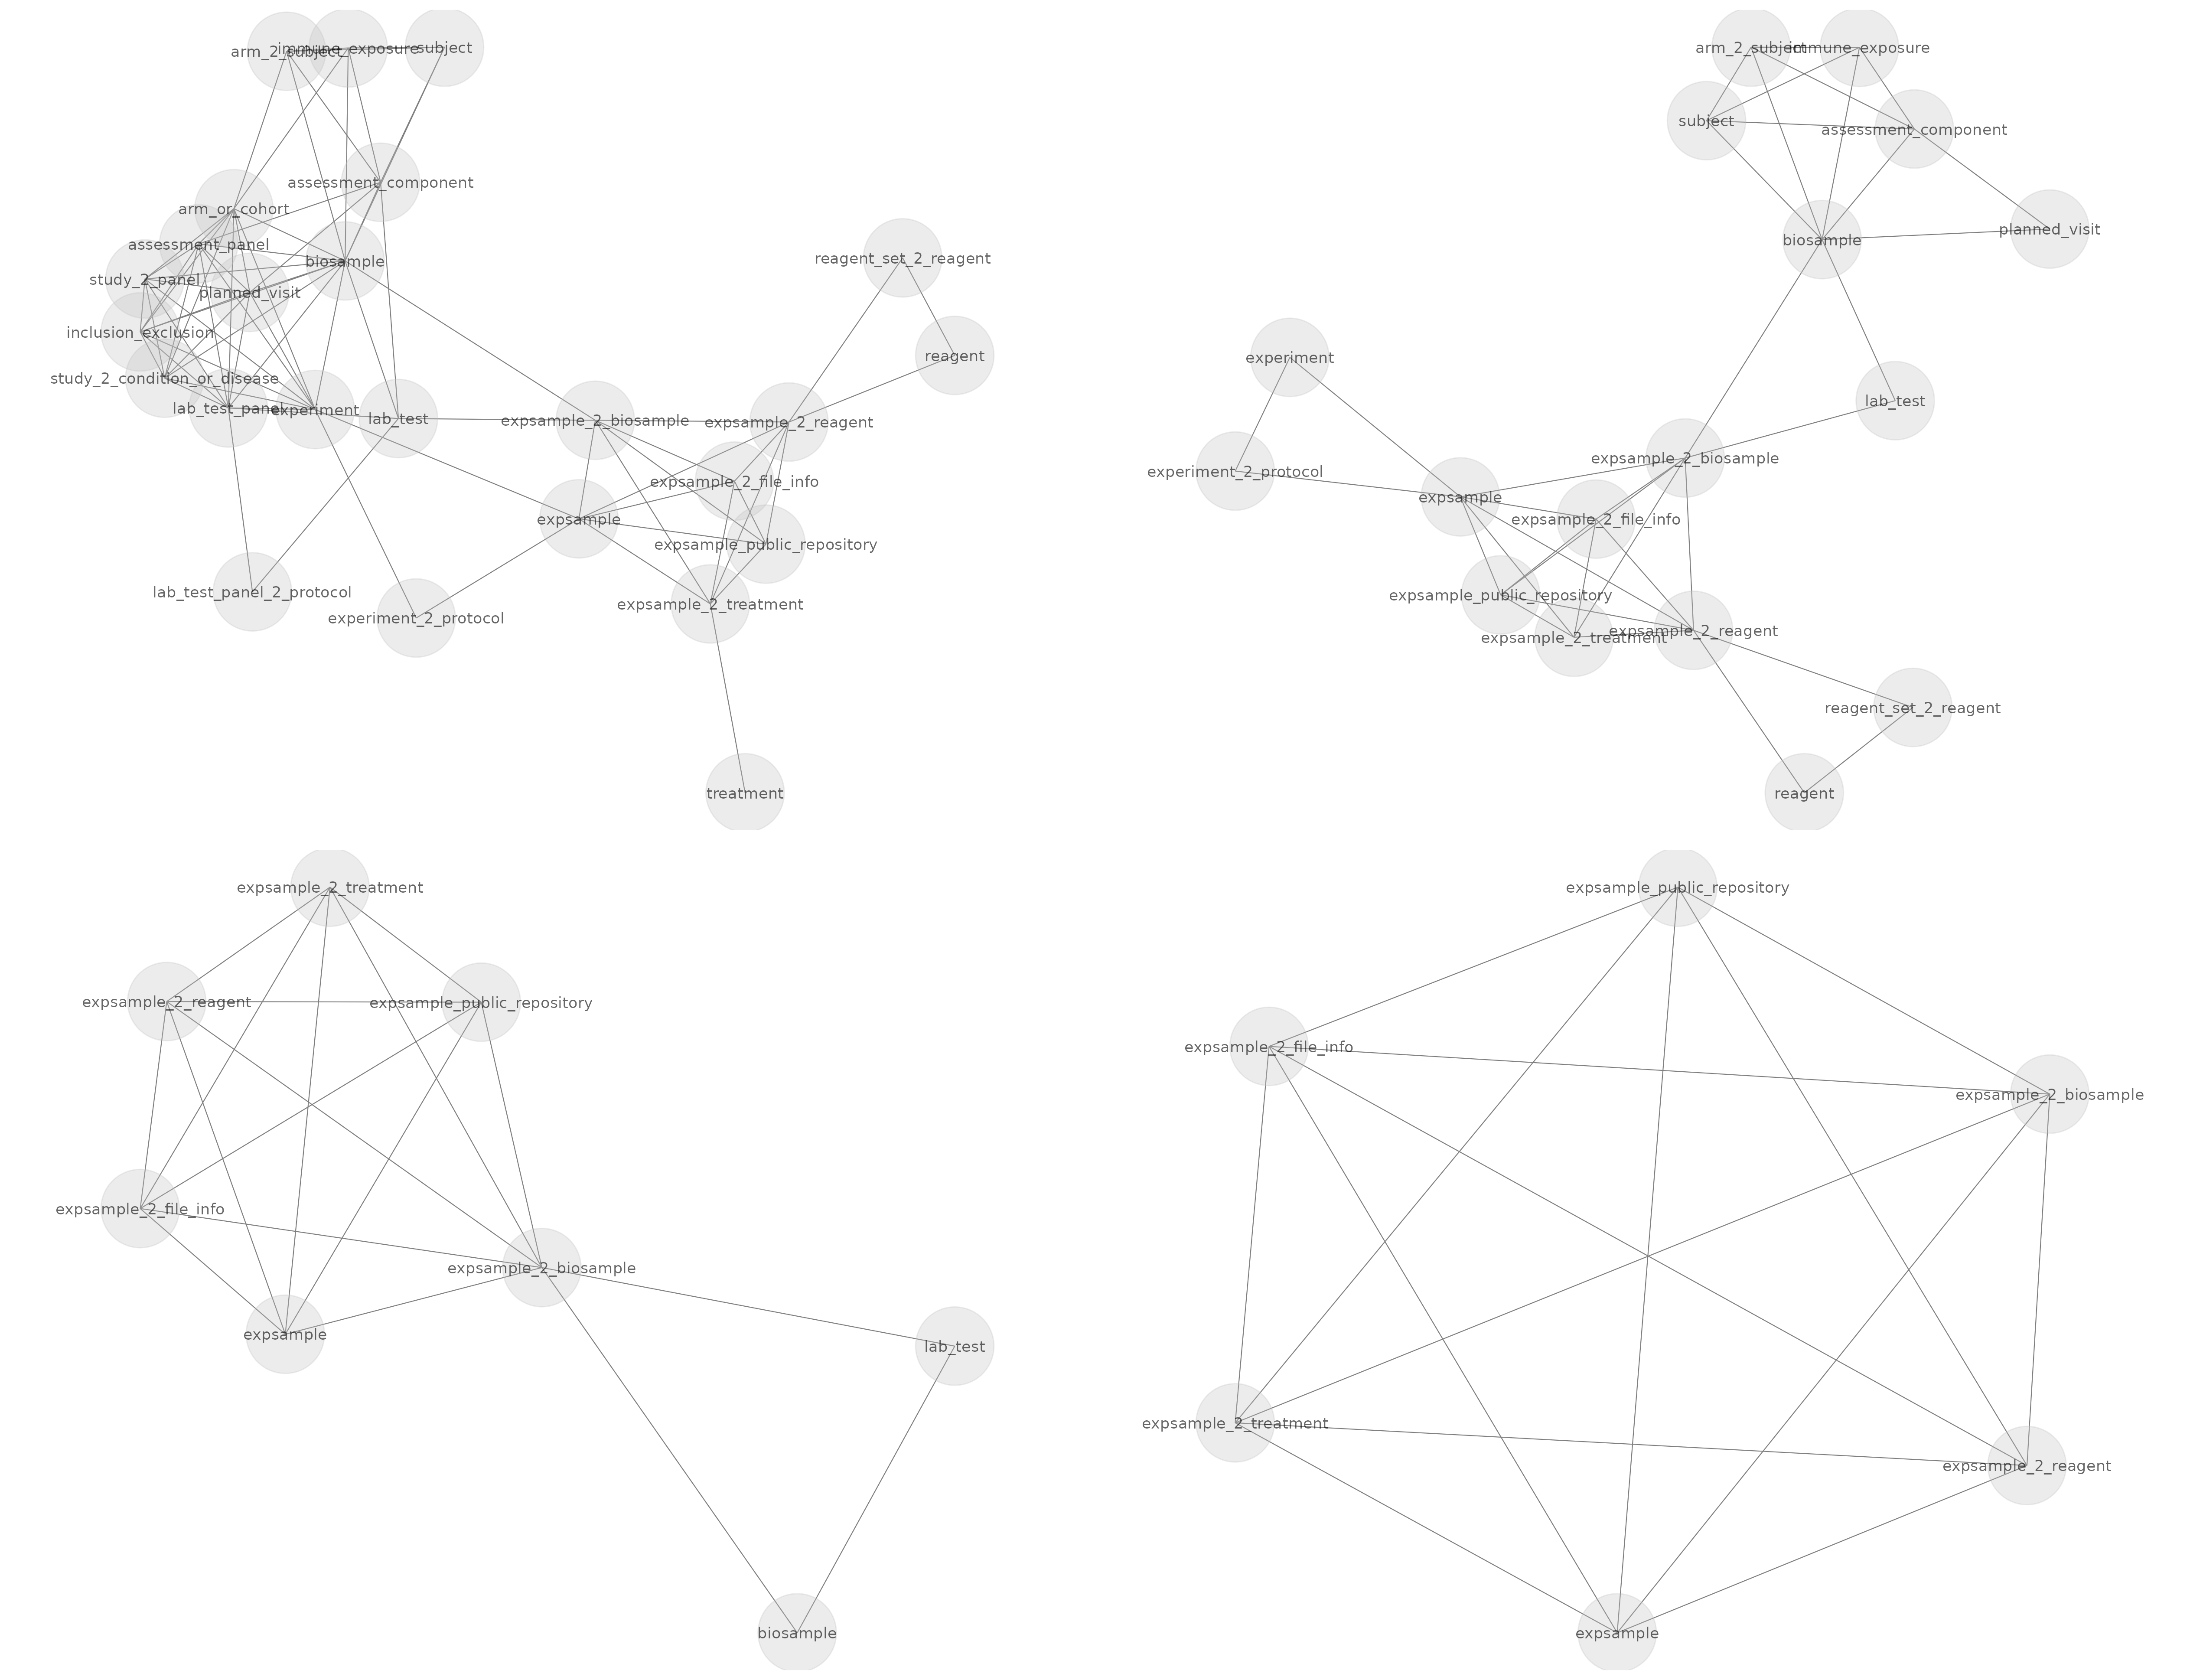 arm_2_subject
immune_exposure
subject
assessment_component
arm_or_cohort
assessment_panel
biosample
study_2_panel
planned_visit
inclusion_exclusion
study_2_condition_or_disease
lab_test_panel
experiment
lab_test
expsample_2_biosample
expsample_2_reagent
reagent_set_2_reagent
reagent
expsample_2_file_info
expsample
expsample_public_repository
lab_test_panel_2_protocol
experiment_2_protocol
expsample_2_treatment
treatment
arm_2_subject
immune_exposure
subject
assessment_component
planned_visit
biosample
experiment
lab_test
experiment_2_protocol
expsample_2_biosample
expsample
expsample_2_file_info
expsample_public_repository
expsample_2_treatment
expsample_2_reagent
reagent_set_2_reagent
reagent
expsample_2_treatment
expsample_2_reagent
expsample_public_repository
expsample_2_file_info
expsample_2_biosample
expsample
lab_test
biosample
expsample_public_repository
expsample_2_file_info
expsample_2_biosample
expsample_2_treatment
expsample_2_reagent
expsample